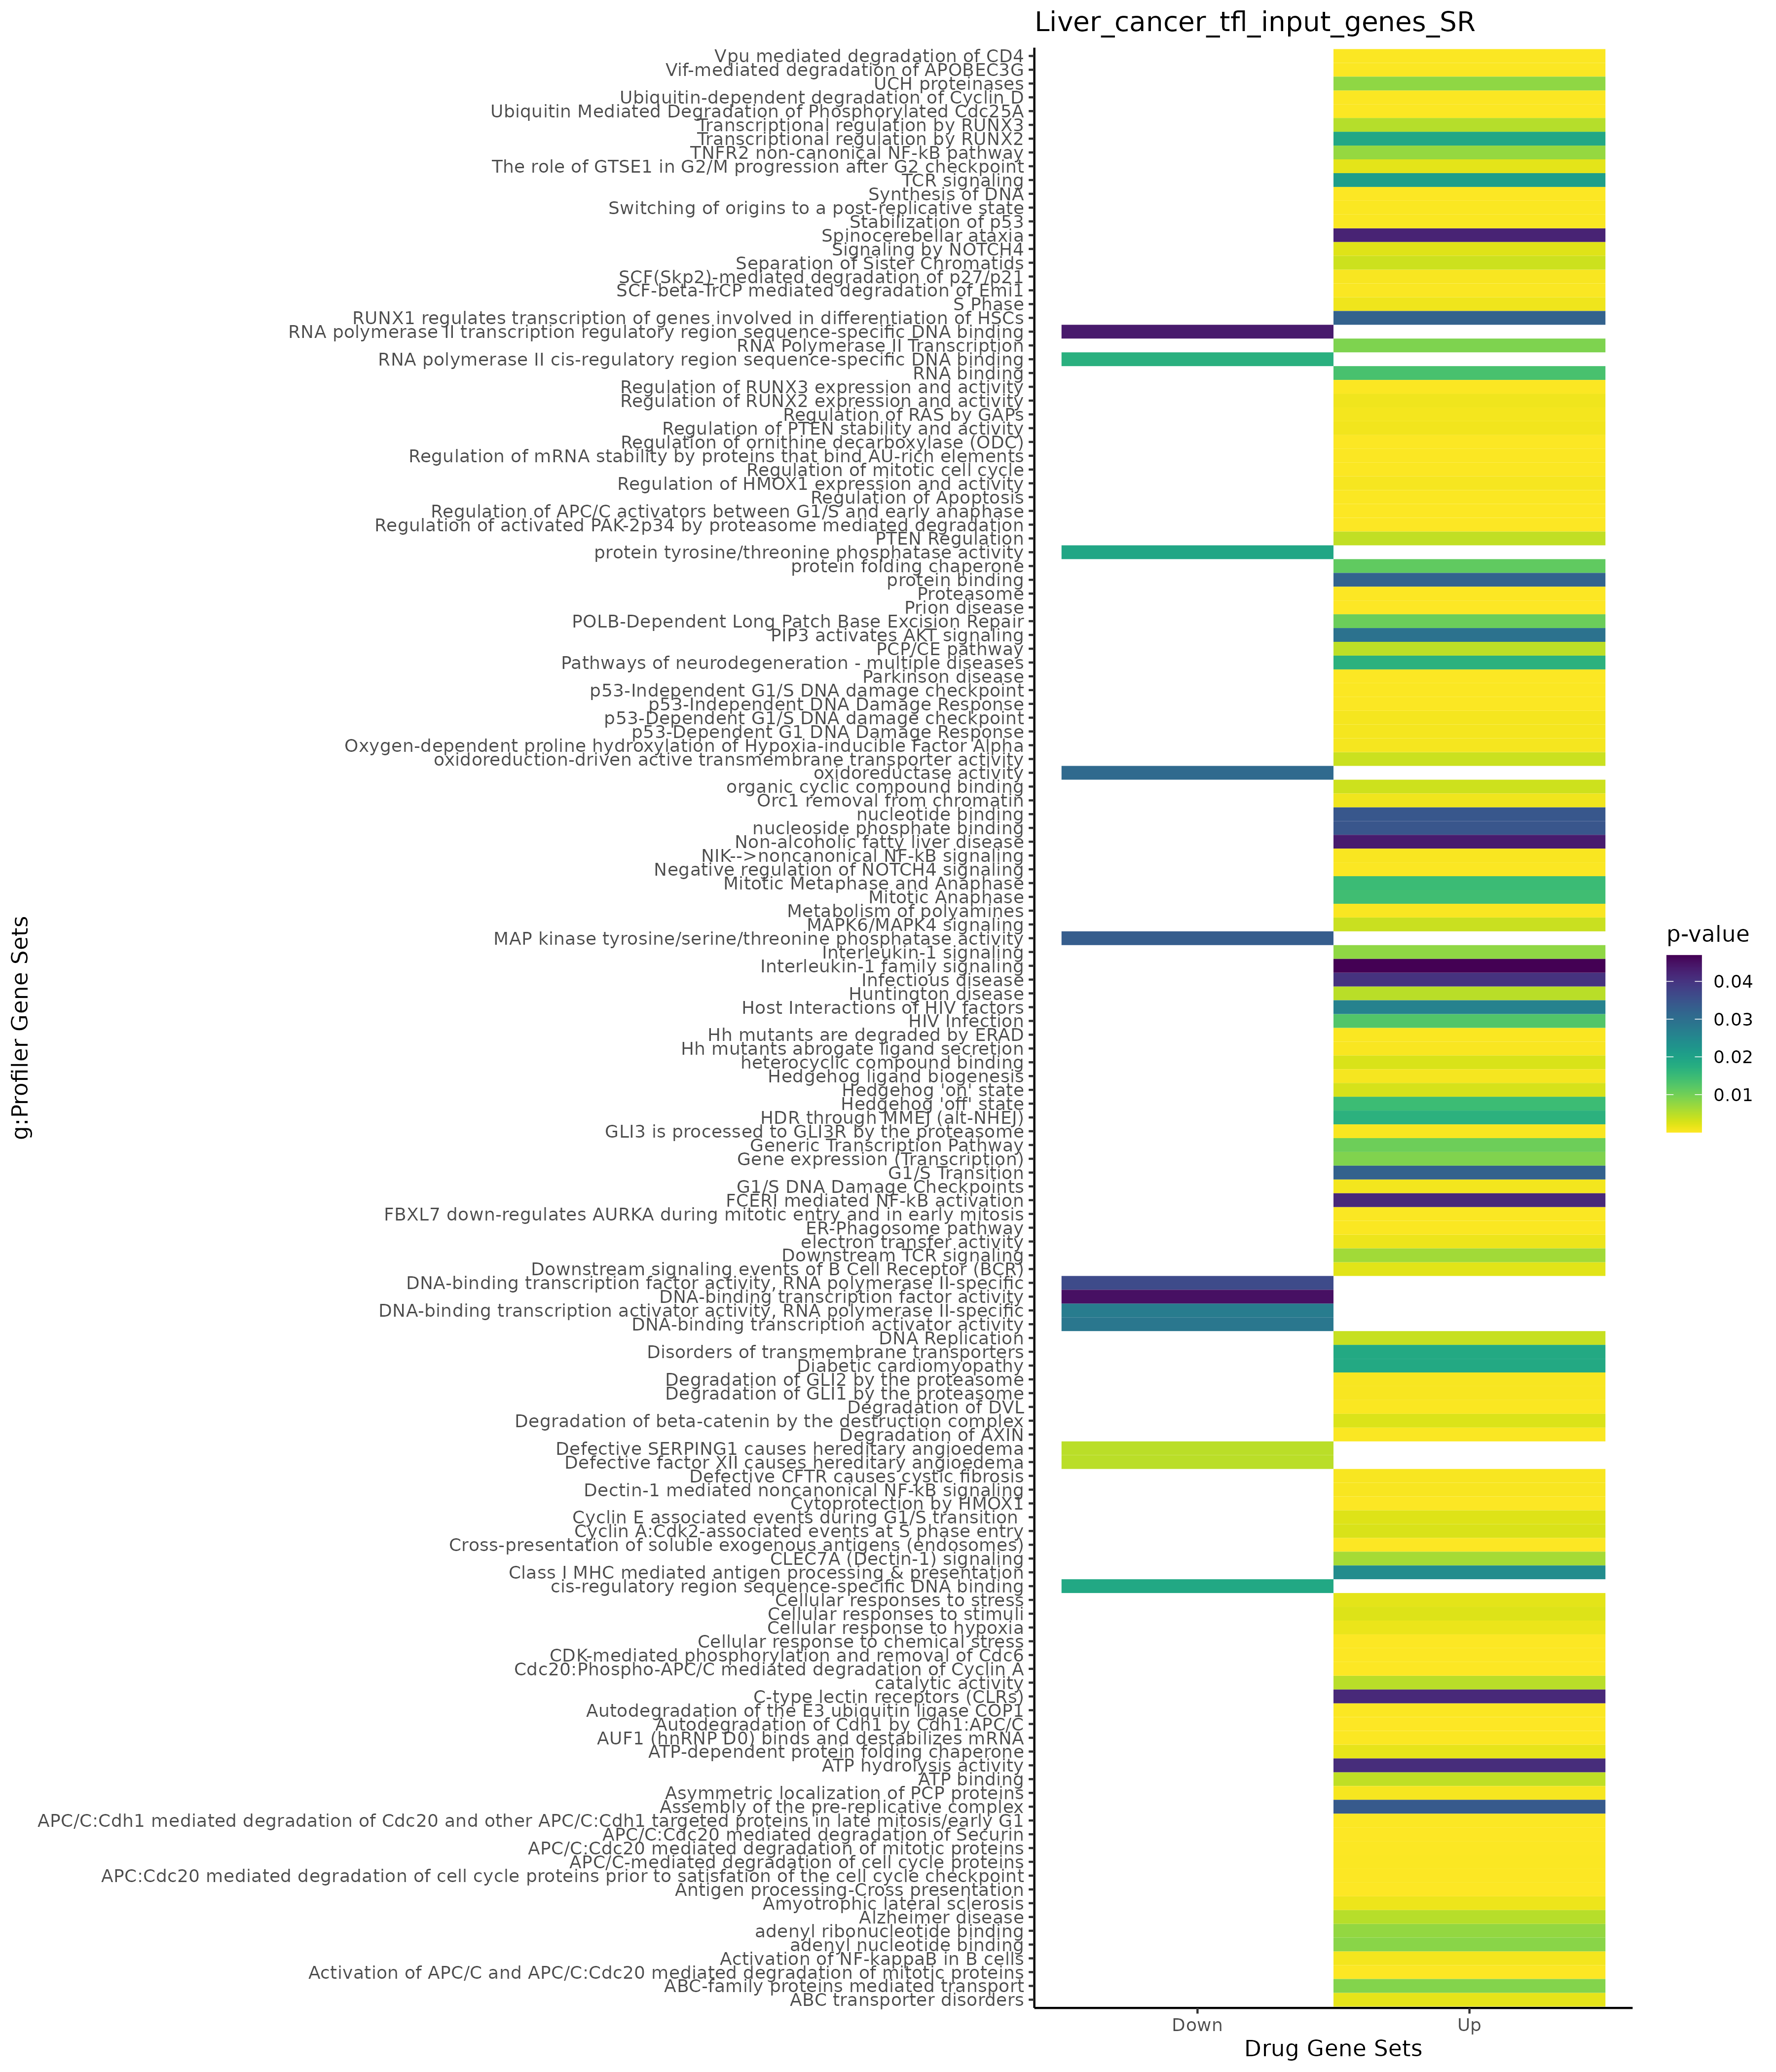 Liver_cancer_tfl_input_genes_SR
Vpu mediated degradation of CD4
Vif-mediated degradation of APOBEC3G
UCH proteinases
Ubiquitin-dependent degradation of Cyclin D
Ubiquitin Mediated Degradation of Phosphorylated Cdc25A
Transcriptional regulation by RUNX3
Transcriptional regulation by RUNX2
TNFR2 non-canonical NF-kB pathway
The role of GTSE1 in G2/M progression after G2 checkpoint
TCR signaling
Synthesis of DNA
Switching of origins to a post-replicative state
Stabilization of p53
Spinocerebellar ataxia
Signaling by NOTCH4
Separation of Sister Chromatids
SCF(Skp2)-mediated degradation of p27/p21
SCF-beta-TrCP mediated degradation of Emi1
S Phase
RUNX1 regulates transcription of genes involved in differentiation of HSCs
RNA polymerase II transcription regulatory region sequence-specific DNA binding
RNA Polymerase II Transcription
RNA polymerase II cis-regulatory region sequence-specific DNA binding
RNA binding
Regulation of RUNX3 expression and activity
Regulation of RUNX2 expression and activity
Regulation of RAS by GAPs
Regulation of PTEN stability and activity
Regulation of ornithine decarboxylase (ODC)
Regulation of mRNA stability by proteins that bind AU-rich elements
Regulation of mitotic cell cycle
Regulation of HMOX1 expression and activity
Regulation of Apoptosis
Regulation of APC/C activators between G1/S and early anaphase
Regulation of activated PAK-2p34 by proteasome mediated degradation
PTEN Regulation
protein tyrosine/threonine phosphatase activity
protein folding chaperone
protein binding
Proteasome
Prion disease
POLB-Dependent Long Patch Base Excision Repair
PIP3 activates AKT signaling
PCP/CE pathway
Pathways of neurodegeneration - multiple diseases
Parkinson disease
p53-Independent G1/S DNA damage checkpoint
p53-Independent DNA Damage Response
p53-Dependent G1/S DNA damage checkpoint
p53-Dependent G1 DNA Damage Response
Oxygen-dependent proline hydroxylation of Hypoxia-inducible Factor Alpha
oxidoreduction-driven active transmembrane transporter activity
oxidoreductase activity
organic cyclic compound binding
Orc1 removal from chromatin
nucleotide binding
nucleoside phosphate binding
Non-alcoholic fatty liver disease
NIK-->noncanonical NF-kB signaling
Negative regulation of NOTCH4 signaling
Mitotic Metaphase and Anaphase
Mitotic Anaphase
Metabolism of polyamines
MAPK6/MAPK4 signaling
MAP kinase tyrosine/serine/threonine phosphatase activity
Interleukin-1 signaling
Interleukin-1 family signaling
Infectious disease
Huntington disease
Host Interactions of HIV factors
HIV Infection
Hh mutants are degraded by ERAD
Hh mutants abrogate ligand secretion
heterocyclic compound binding
Hedgehog ligand biogenesis
Hedgehog 'on' state
Hedgehog 'off' state
HDR through MMEJ (alt-NHEJ)
GLI3 is processed to GLI3R by the proteasome
Generic Transcription Pathway
Gene expression (Transcription)
G1/S Transition
G1/S DNA Damage Checkpoints
FCERI mediated NF-kB activation
FBXL7 down-regulates AURKA during mitotic entry and in early mitosis
ER-Phagosome pathway
electron transfer activity
Downstream TCR signaling
Downstream signaling events of B Cell Receptor (BCR)
DNA-binding transcription factor activity, RNA polymerase II-specific
DNA-binding transcription factor activity
DNA-binding transcription activator activity, RNA polymerase II-specific
DNA-binding transcription activator activity
DNA Replication
Disorders of transmembrane transporters
Diabetic cardiomyopathy
Degradation of GLI2 by the proteasome
Degradation of GLI1 by the proteasome
Degradation of DVL
Degradation of beta-catenin by the destruction complex
Degradation of AXIN
Defective SERPING1 causes hereditary angioedema
Defective factor XII causes hereditary angioedema
Defective CFTR causes cystic fibrosis
Dectin-1 mediated noncanonical NF-kB signaling
Cytoprotection by HMOX1
Cyclin E associated events during G1/S transition
Cyclin A:Cdk2-associated events at S phase entry
Cross-presentation of soluble exogenous antigens (endosomes)
CLEC7A (Dectin-1) signaling
Class I MHC mediated antigen processing & presentation
cis-regulatory region sequence-specific DNA binding
Cellular responses to stress
Cellular responses to stimuli
Cellular response to hypoxia
Cellular response to chemical stress
CDK-mediated phosphorylation and removal of Cdc6
Cdc20:Phospho-APC/C mediated degradation of Cyclin A
catalytic activity
C-type lectin receptors (CLRs)
Autodegradation of the E3 ubiquitin ligase COP1
Autodegradation of Cdh1 by Cdh1:APC/C
AUF1 (hnRNP D0) binds and destabilizes mRNA
ATP-dependent protein folding chaperone
ATP hydrolysis activity
ATP binding
Asymmetric localization of PCP proteins
Assembly of the pre-replicative complex
APC/C:Cdh1 mediated degradation of Cdc20 and other APC/C:Cdh1 targeted proteins in late mitosis/early G1
APC/C:Cdc20 mediated degradation of Securin
APC/C:Cdc20 mediated degradation of mitotic proteins
APC/C-mediated degradation of cell cycle proteins
APC:Cdc20 mediated degradation of cell cycle proteins prior to satisfation of the cell cycle checkpoint
Antigen processing-Cross presentation
Amyotrophic lateral sclerosis
Alzheimer disease
adenyl ribonucleotide binding
adenyl nucleotide binding
Activation of NF-kappaB in B cells
Activation of APC/C and APC/C:Cdc20 mediated degradation of mitotic proteins
ABC-family proteins mediated transport
ABC transporter disorders
g:Profiler Gene Sets
Down
Up
Drug Gene Sets
p-value
0.04
0.03
0.02
0.01